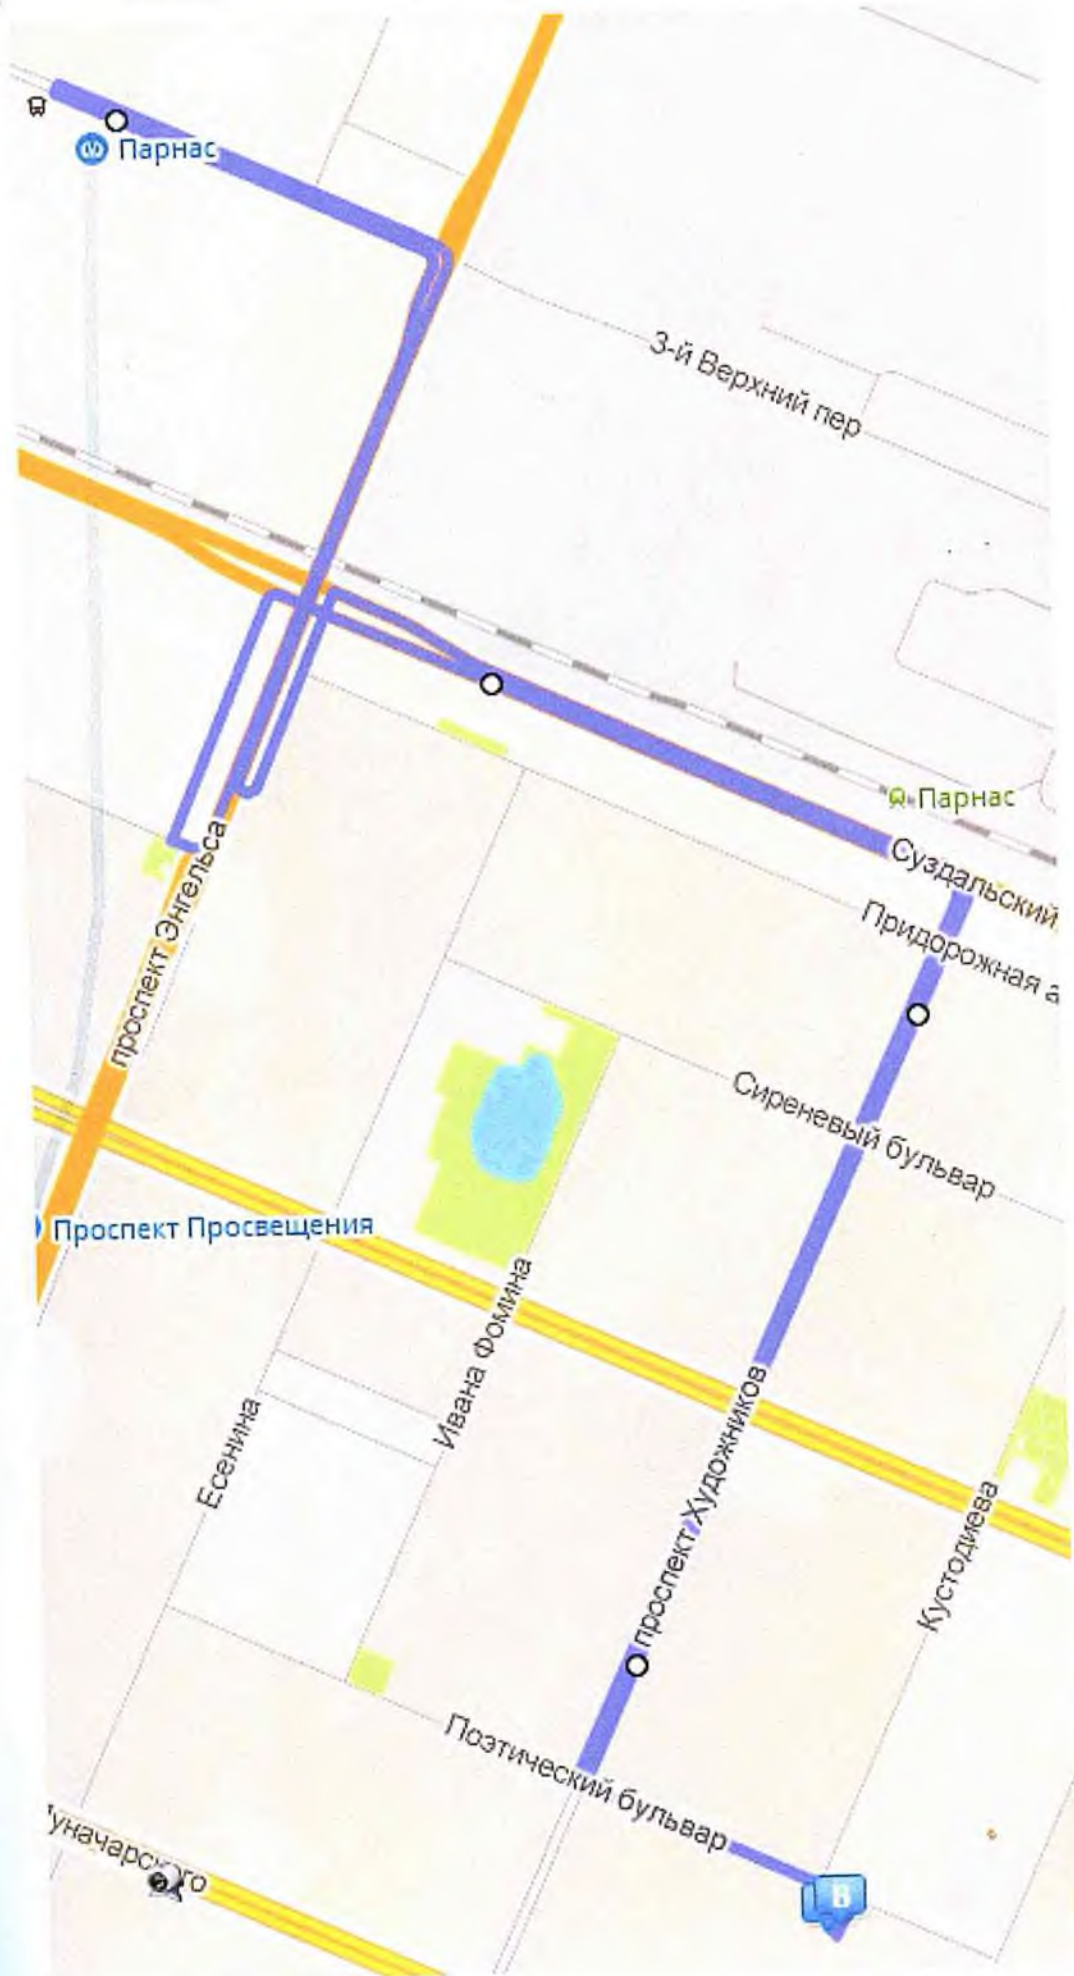 Парнас
3-й Верхний пер
Парнас
Суздальский
Придорожная а
проспект Энгельса
Сиреневый бульвар
Проспект Просвещения
Ивана Фомина
Есенина
проспект Художников
Кустодиева
Поэтический бульвар
уначарского
B